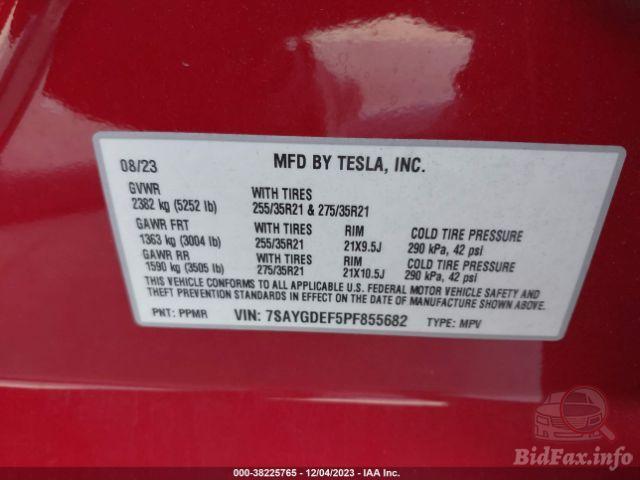 08/23 MFD BY TESLA, INC.
GVWR WITH TIRES
2382 kg (5252 lb) 255/35R21 & 275/35R21
GAWR FRT WITH TIRES RIM COLD TIRE PRESSURE
1363 kg (3004 lb) 255/35R21 21X9.5J 290 kPa, 42 psi
GAWR RR WITH TIRES RIM COLD TIRE PRESSURE
1590 kg (3505 lb) 275/35R21 21X10.5J 290 kPa, 42 psi
THIS VEHICLE CONFORMS TO ALL APPLICABLE U.S. FEDERAL MOTOR VEHICLE SAFETY AND
THEFT PREVENTION STANDARDS IN EFFECT ON THE DATE OF MANUFACTURE SHOWN ABOVE.
PNT: PPMR VIN: 7SAYGDEF5PF855682 TYPE: MPV
BidFax.info
000-38225765 - 12/04/2023 - IAA Inc.